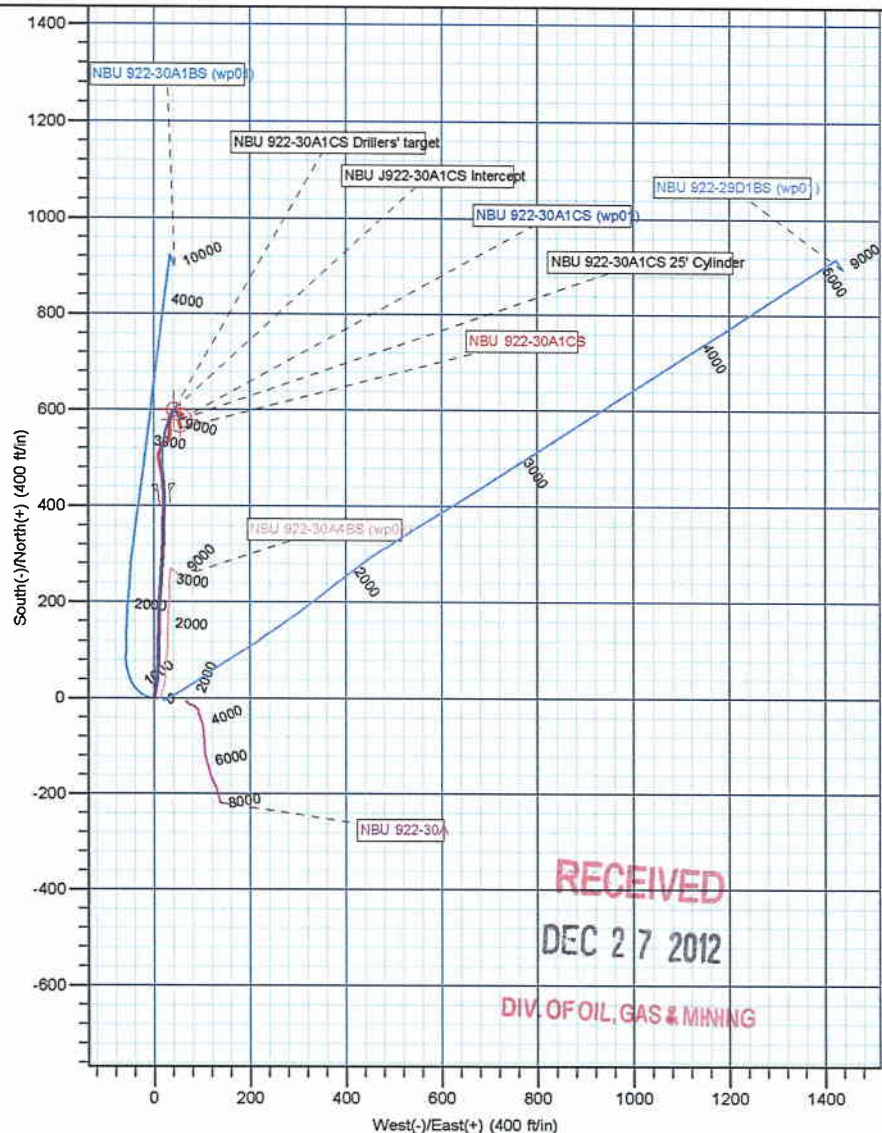 1400
NBU 922-30A1BS (wp01)
1200
NBU 922-30A1CS Drillers' target
NBU J922-30A1CS Intercept
NBU 922-29D1BS (wp01)
1000
NBU 922-30A1CS (wp01)
10000
9000
NBU 922-30A1CS 25' Cylinder
5000
800
4000
NBU 922-30A1CS
4000
600
9000
3000
400
NBU 922-30A4BS
9000
3000
2000
200
2000
2000
1000
2000
0
0
4000
6000
-200
8000
NBU 922-30A
-400
RECEIVED
DEC 27 2012
-600
DIV. OF OIL, GAS & MINING
South(-)/North(+) (400 ft/in)
0 200 400 600 800 1000 1200 1400
West(-)/East(+) (400 ft/in)